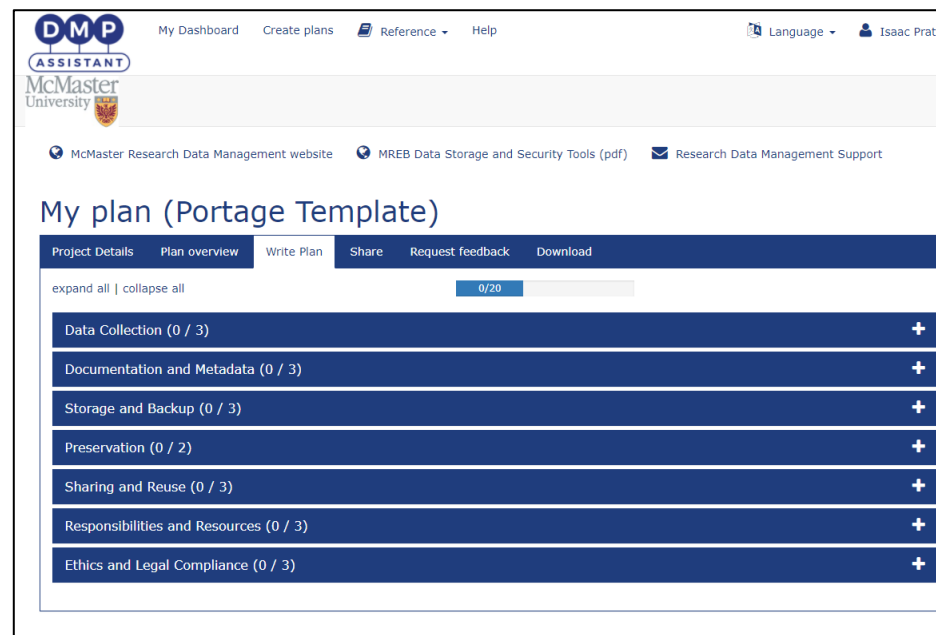 DMP
ASSISTANT
My Dashboard Create plans Reference Help Language Isaac Prat
McMaster
University
McMaster Research Data Management website MREB Data Storage and Security Tools (pdf) Research Data Management Support
My plan (Portage Template)
Project Details Plan overview Write Plan Share Request feedback Download
expand all | collapse all 0/20
Data Collection (0 / 3)
Documentation and Metadata (0 / 3)
Storage and Backup (0 / 3)
Preservation (0 / 2)
Sharing and Reuse (0 / 3)
Responsibilities and Resources (0 / 3)
Ethics and Legal Compliance (0 / 3)